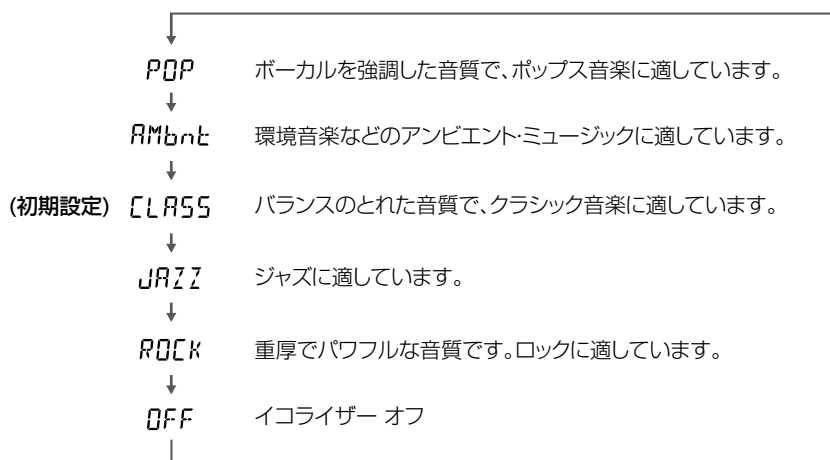 POP ボーカルを強調した音質で、ポップス音楽に適しています。
AMbnt 環境音楽などのアンビエント・ミュージックに適しています。
(初期設定) CLASS バランスのとれた音質で、クラシック音楽に適しています。
JAZZ ジャズに適しています。
ROCK 重厚でパワフルな音質です。ロックに適しています。
OFF イコライザー オフ